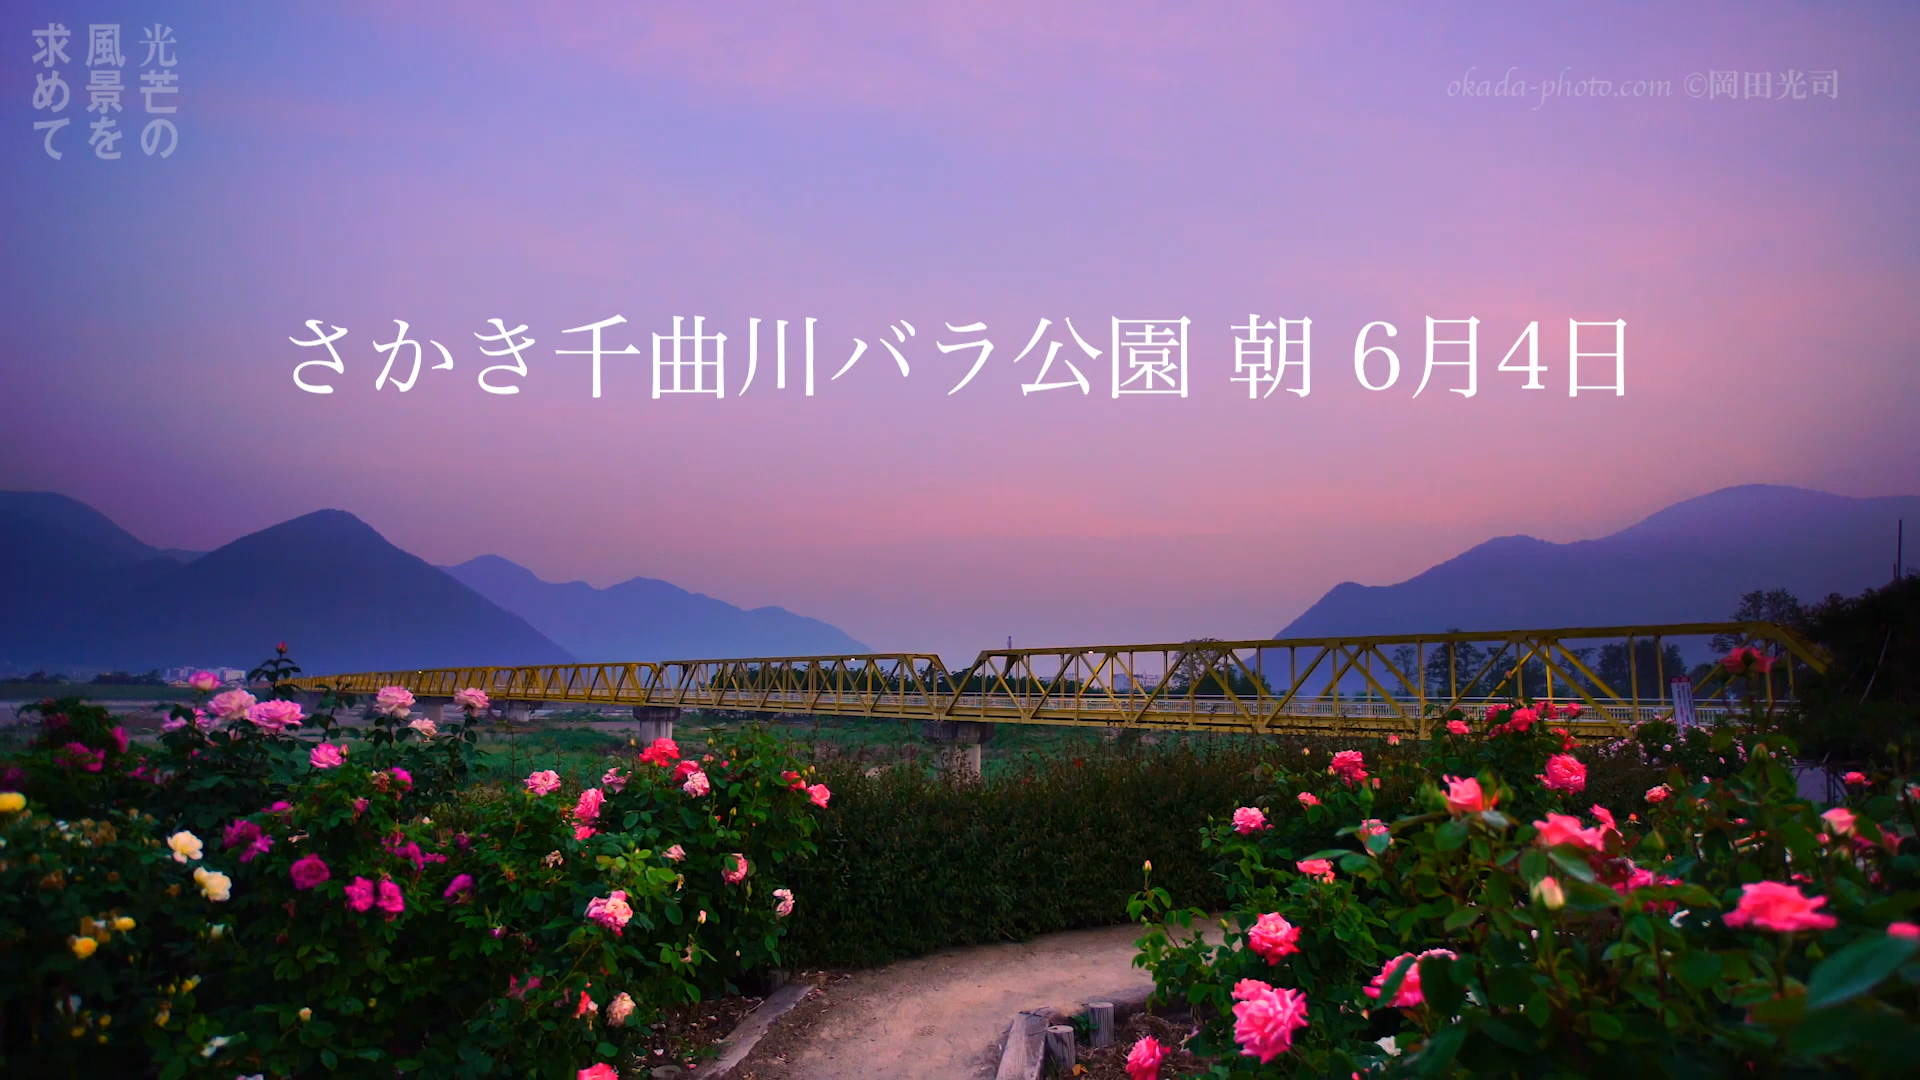 光芒の
風景を
求めて
okada-photo.com ©岡田光司
さかき千曲川バラ公園 朝 6月4日